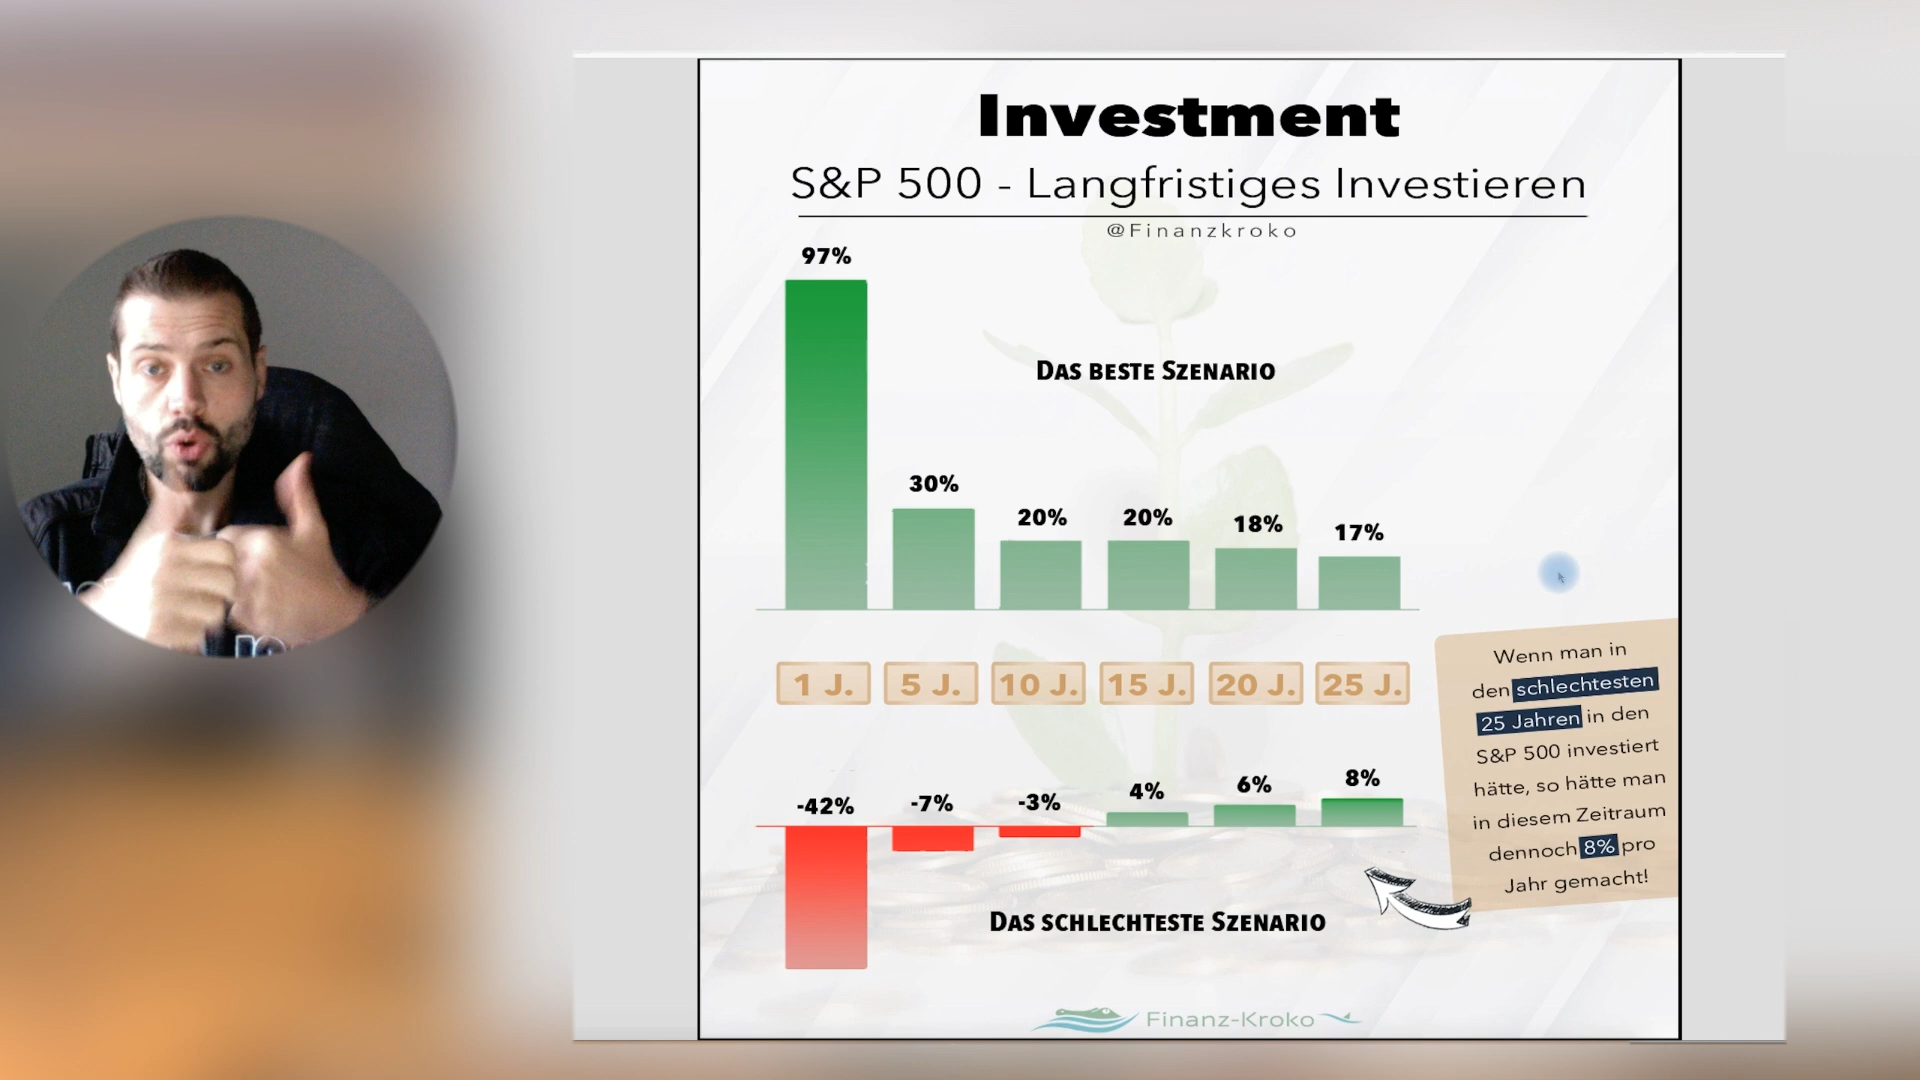 Investment
S&P 500 - Langfristiges Investieren
@Finanzkroko
97%
30%
20%
20%
18%
17%
DAS BESTE SZENARIO
1 J.
5 J.
10 J.
15 J.
20 J.
25 J.
-42%
-7%
-3%
4%
6%
8%
DAS SCHLECHTESTE SZENARIO
Wenn man in
den schlechtesten
25 Jahren in den
S&P 500 investiert
hätte, so hätte man
in diesem Zeitraum
dennoch 8% pro
Jahr gemacht!
Finanz-Kroko